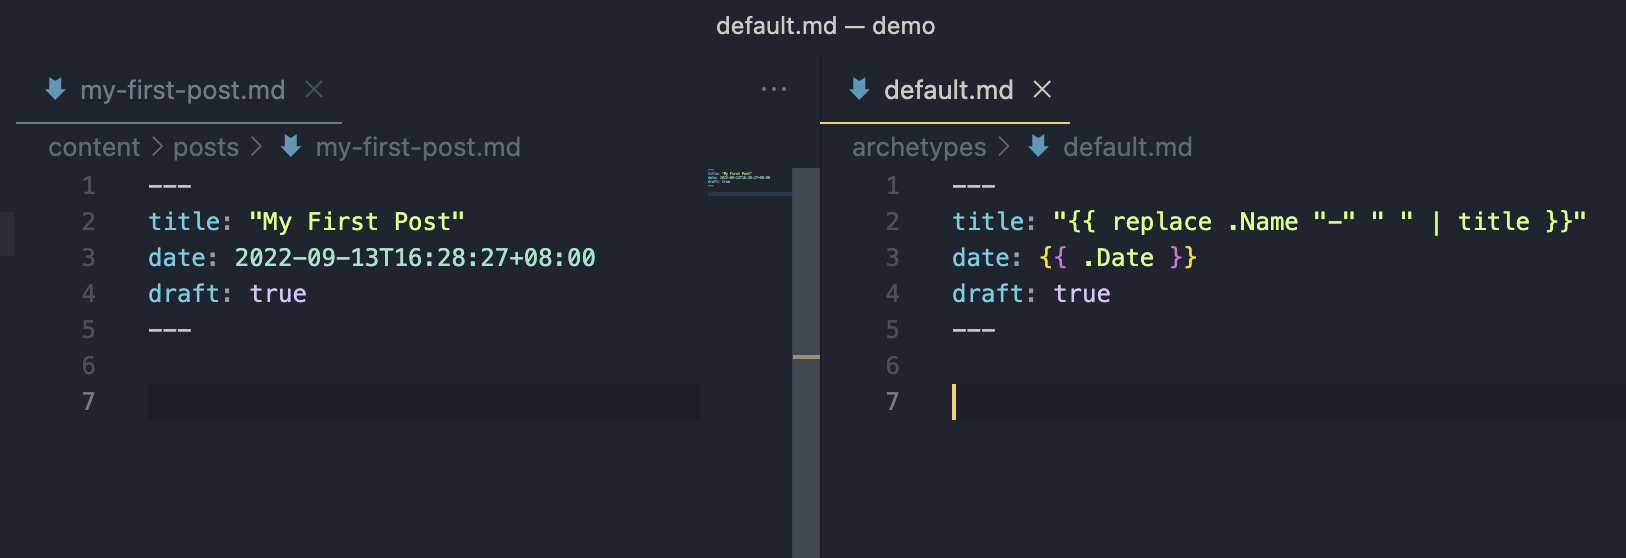 default.md — demo
my-first-post.md
content > posts > my-first-post.md
1 ---
2 title: "My First Post"
3 date: 2022-09-13T16:28:27+08:00
4 draft: true
5 ---
6
7
default.md
archetypes > default.md
1 ---
2 title: "{{ replace .Name "-" " " | title }}"
3 date: {{ .Date }}
4 draft: true
5 ---
6
7